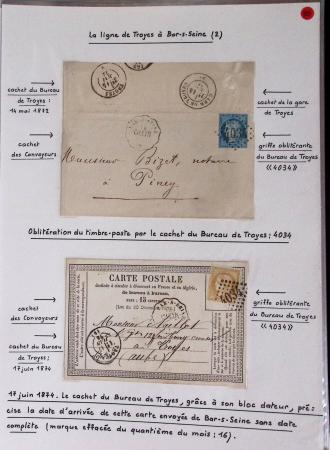 La ligne de Troyes à Bar-s-Seine (2)
cachet du Bureau
de Troyes :
14 mai 1872
cachet
des Convoyeurs
cachet de la gare
de Troyes
griffe oblitérante
du Bureau de Troyes
«4034»
Monsieur Bizet, notaire
à Piney
Oblitération du timbre-poste par le cachet du Bureau de Troyes : 4034
CARTE POSTALE
cachet
des Convoyeurs
cachet du Bureau
de Troyes :
17 juin 1874
Monsieur
à Troyes
(Aube)
griffe oblitérante
du Bureau de Troyes
«4034»
17 juin 1874. Le cachet du Bureau de Troyes, grâce à son bloc dateur, pré-
cise la date d'arrivée de cette carte envoyée de Bar-s-Seine sans date
complète (marque effacée du quantième du mois : 16).